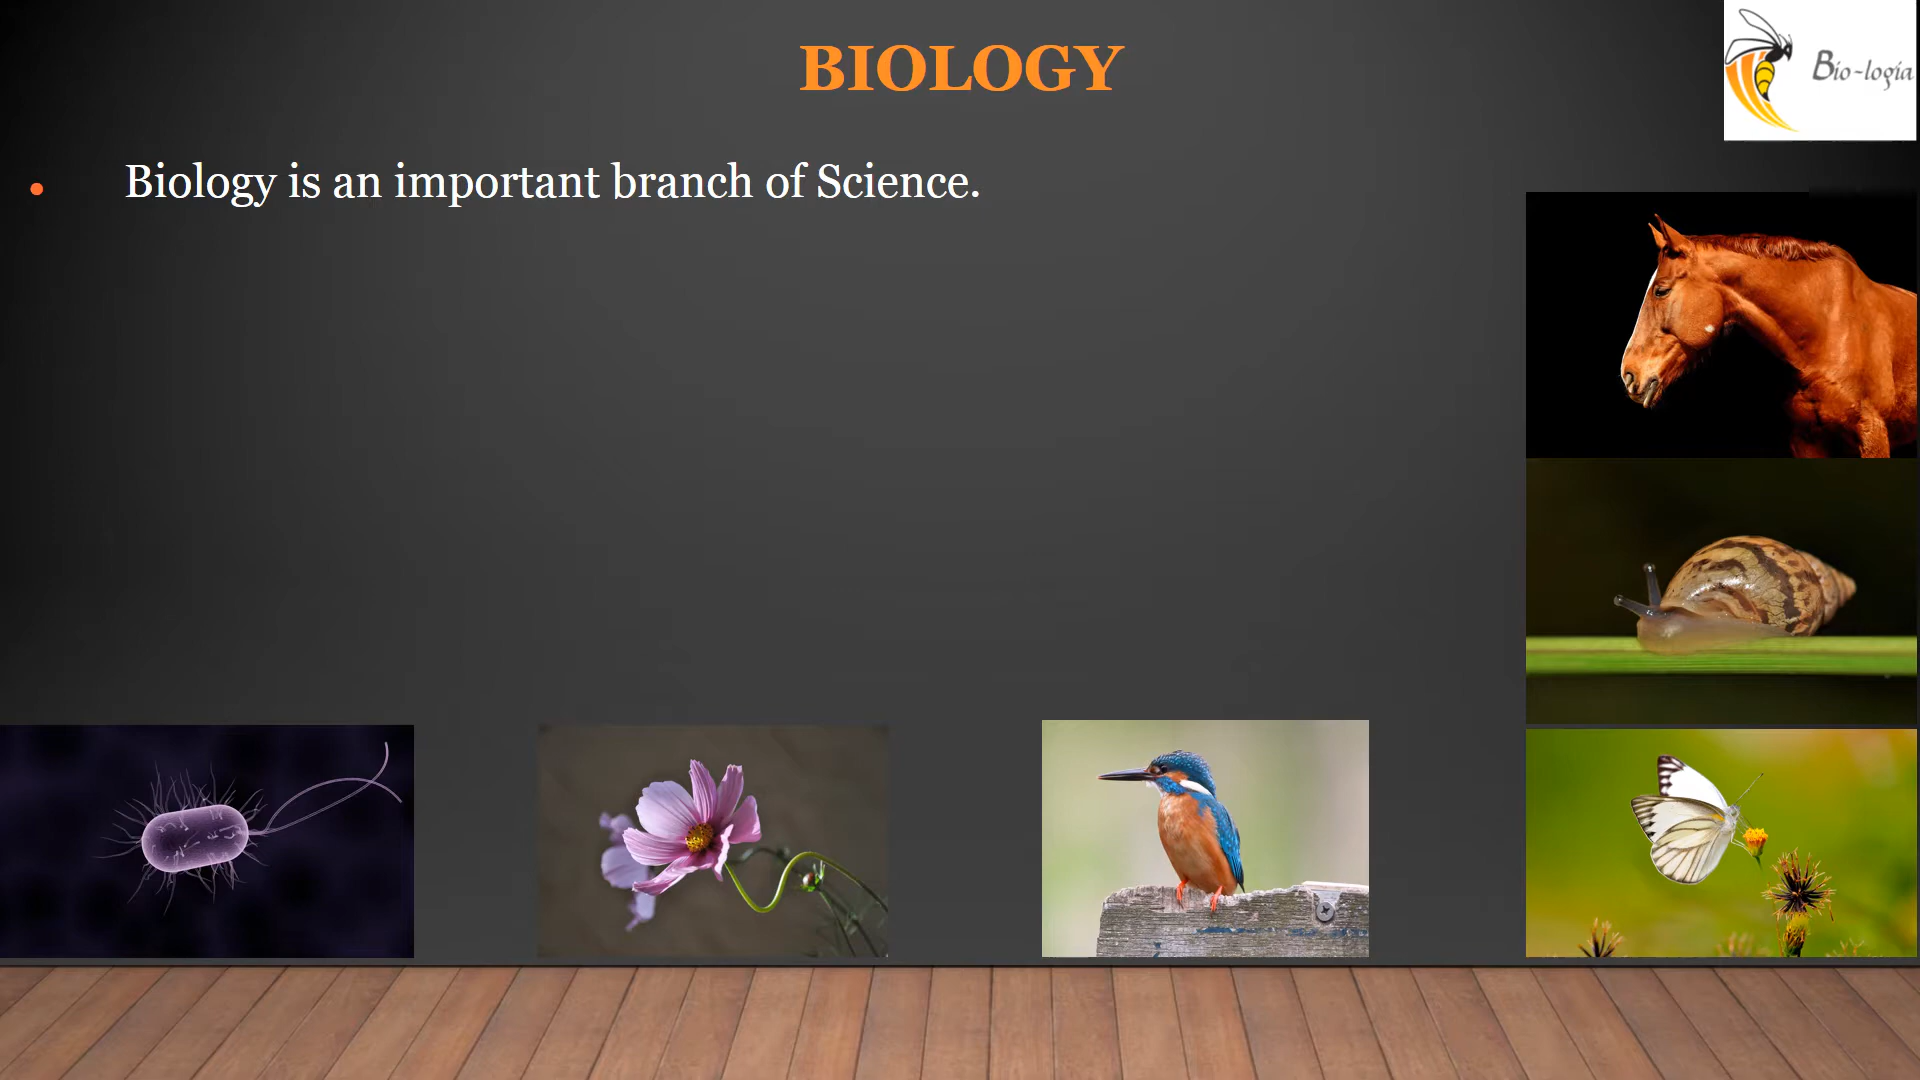 BIOLOGY
Bio-logia
• Biology is an important branch of Science.